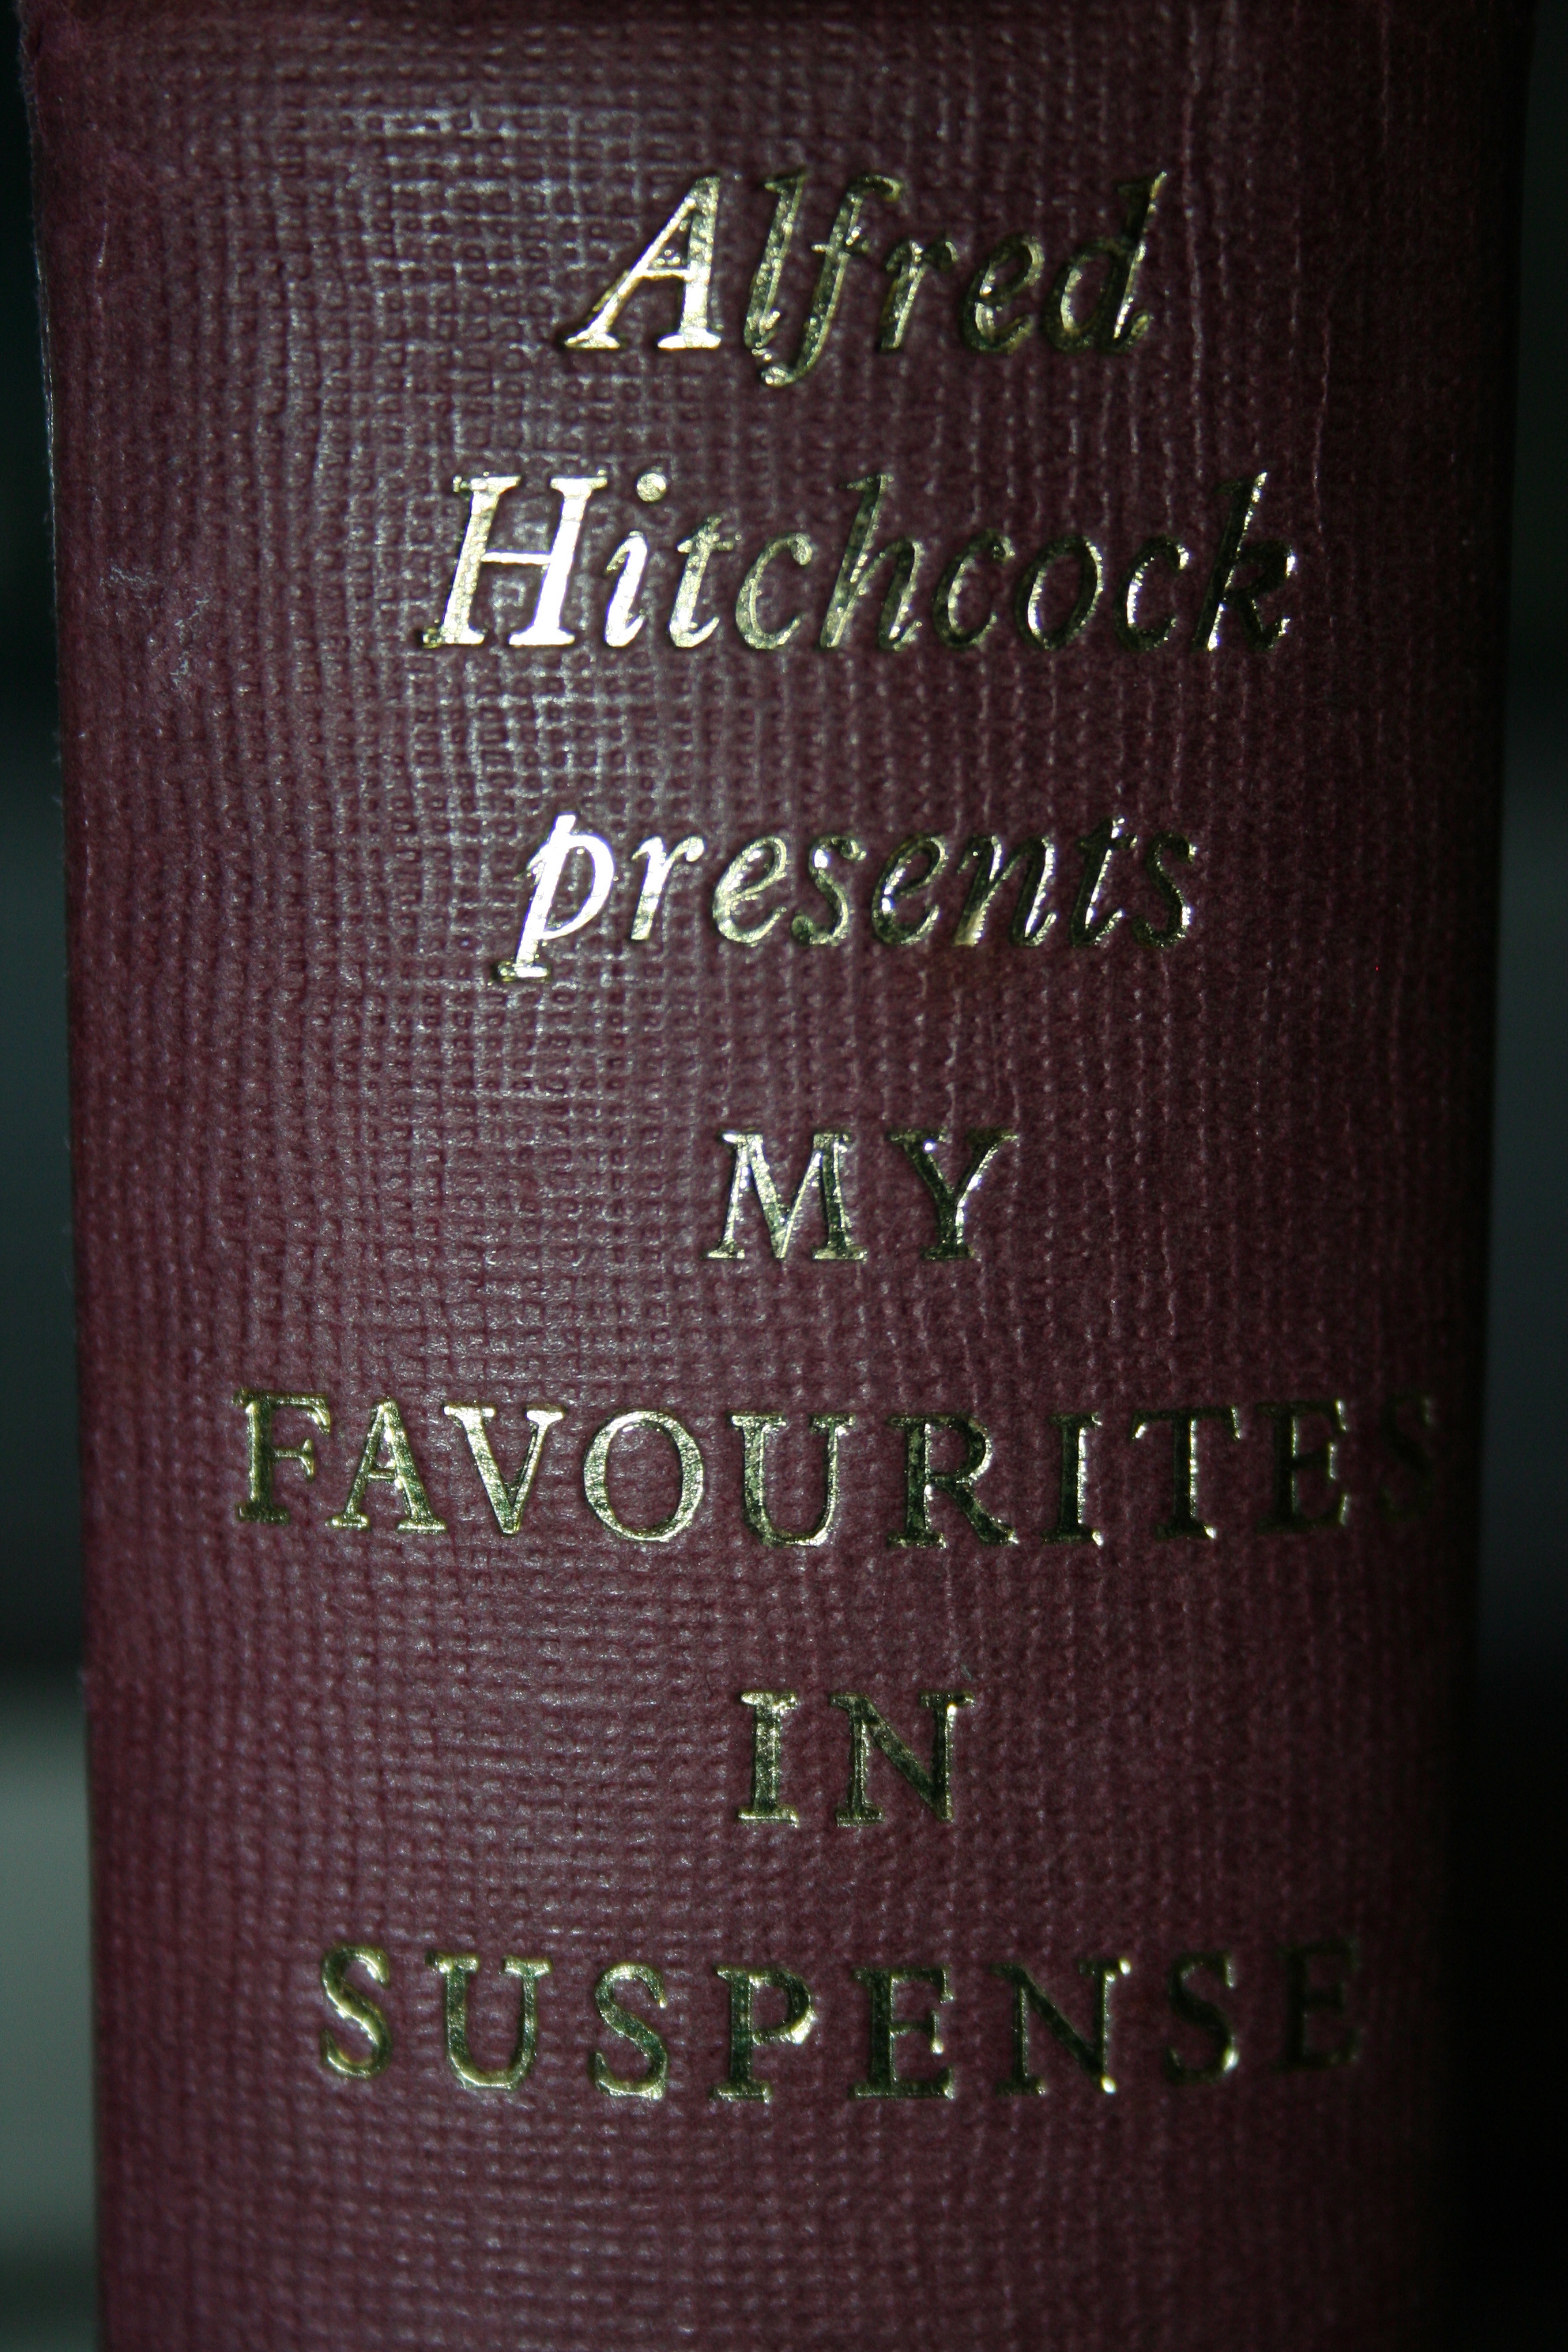 Alfred
Hitchcock
presents
MY
FAVOURITES
IN
SUSPENSE